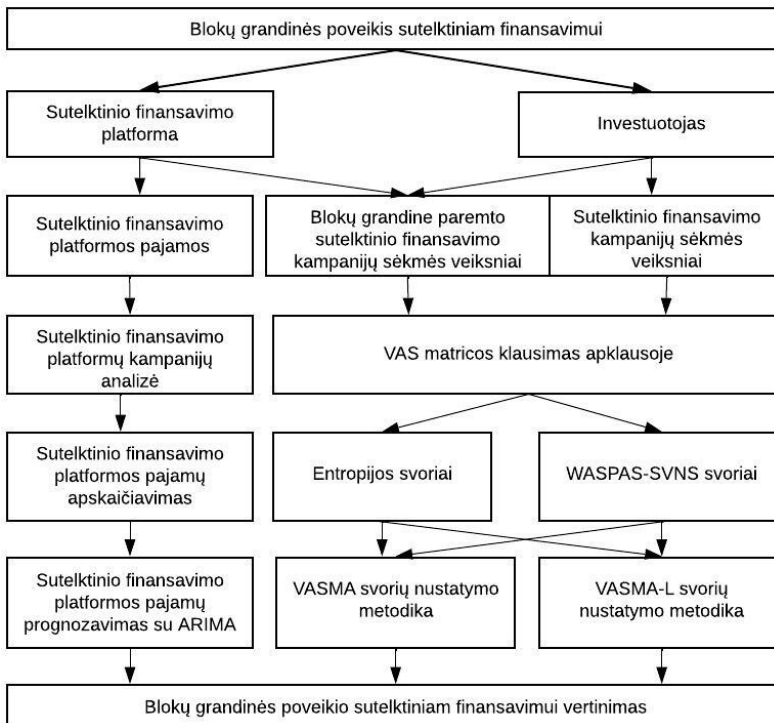 Blokų grandinės poveikis sutelktiniam finansavimui
Sutelktinio finansavimo
platforma
Investuotojas
Sutelktinio finansavimo
platformos pajamos
Blokų grandine paremto
sutelktinio finansavimo
kampanijų sėkmės veiksniai
Sutelktinio finansavimo
kampanijų sėkmės
veiksniai
Sutelktinio finansavimo
platformų kampanijų
analizė
VAS matricos klausimas apklausoje
Sutelktinio finansavimo
platformos pajamų
apskaičiavimas
Entropijos svoriai
WASPAS-SVNS svoriai
Sutelktinio finansavimo
platformos pajamų
prognozavimas su ARIMA
VASMA svorių nustatymo
metodika
VASMA-L svorių
nustatymo metodika
Blokų grandinės poveikio sutelktiniam finansavimui vertinimas